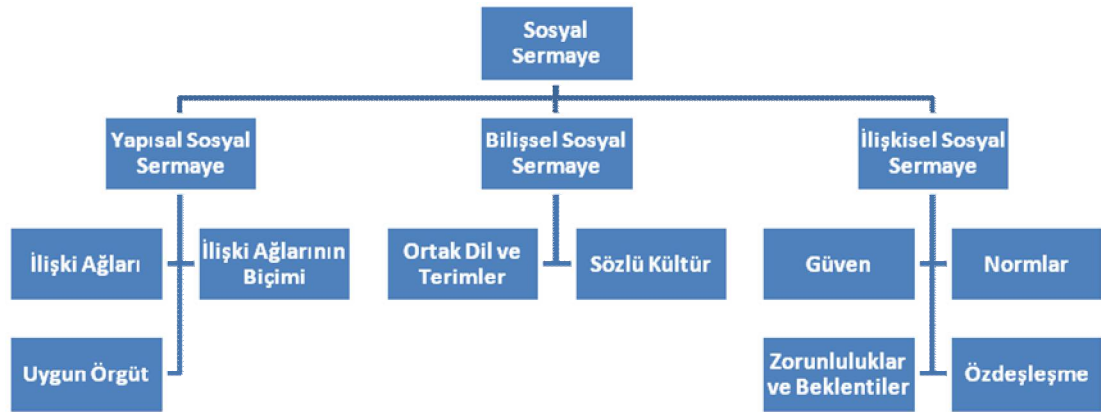 Sosyal
Sermaye
Yapısal Sosyal
Sermaye
Bilişsel Sosyal
Sermaye
İlişkisel Sosyal
Sermaye
İlişki Ağları
İlişki Ağlarının
Biçimi
Ortak Dil ve
Terimler
Sözlü Kültür
Güven
Normlar
Uygun Örgüt
Zorunluluklar
ve Beklentiler
Özdeşleşme